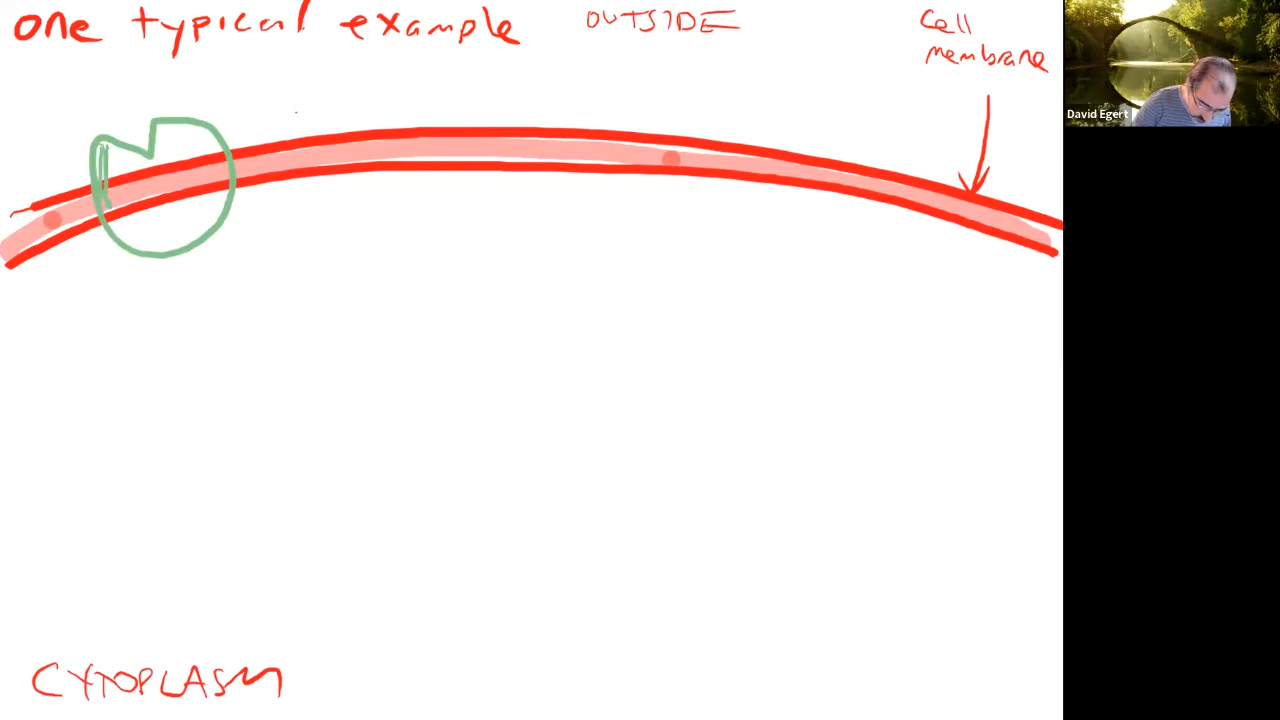 one typical example
OUTSIDE
Cell
membrane
David Egert
CYTOPLASM